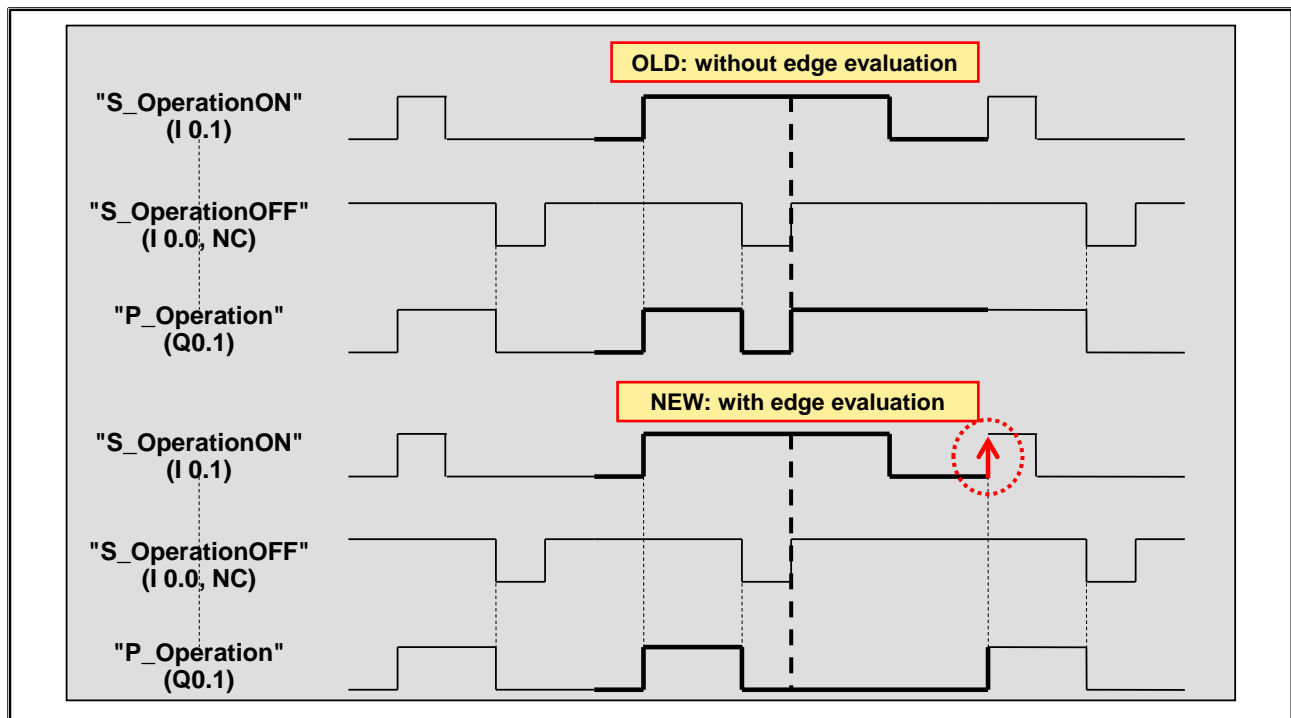 OLD: without edge evaluation
"S_OperationON"
(I 0.1)
"S_OperationOFF"
(I 0.0, NC)
"P_Operation"
(Q0.1)
NEW: with edge evaluation
"S_OperationON"
(I 0.1)
"S_OperationOFF"
(I 0.0, NC)
"P_Operation"
(Q0.1)